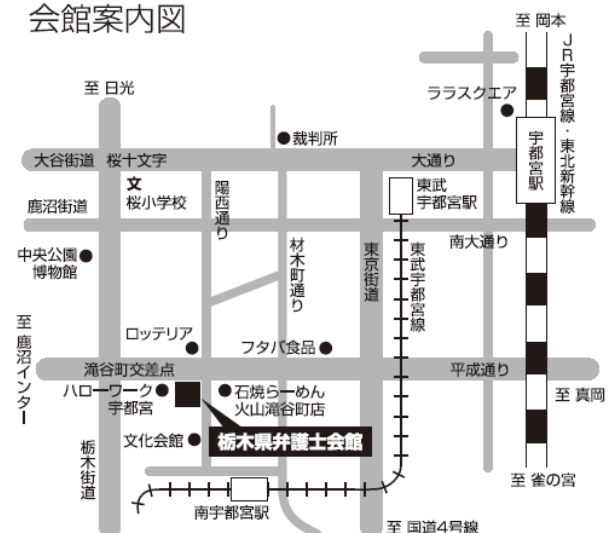 会館案内図
至 岡本
JR宇都宮線・東北新幹線
至 日光
ララスクエア
裁判所
宇都宮駅
大谷街道 桜十文字
大通り
文
桜小学校
陽西通り
東武
宇都宮駅
鹿沼街道
南大通り
材木町通り
東京街道
東武宇都宮線
中央公園
博物館
至 鹿沼インター
ロッテリア
フタバ食品
滝谷町交差点
平成通り
ハローワーク
宇都宮
石焼らーめん
火山滝谷町店
至 真岡
文化会館
栃木県弁護士会館
栃木街道
至 雀の宮
南宇都宮駅
至 国道4号線